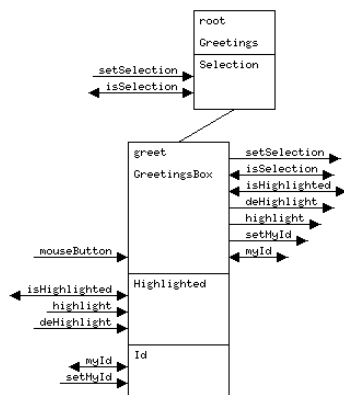 root
Greetings
setSelection
Selection
isSelection
greet
setSelection
GreetingsBox
isSelection
isHighlighted
deHighlight
highlight
setMyId
mouseButton
myId
isHighlighted
Highlighted
highlight
deHighlight
myId
Id
setMyId